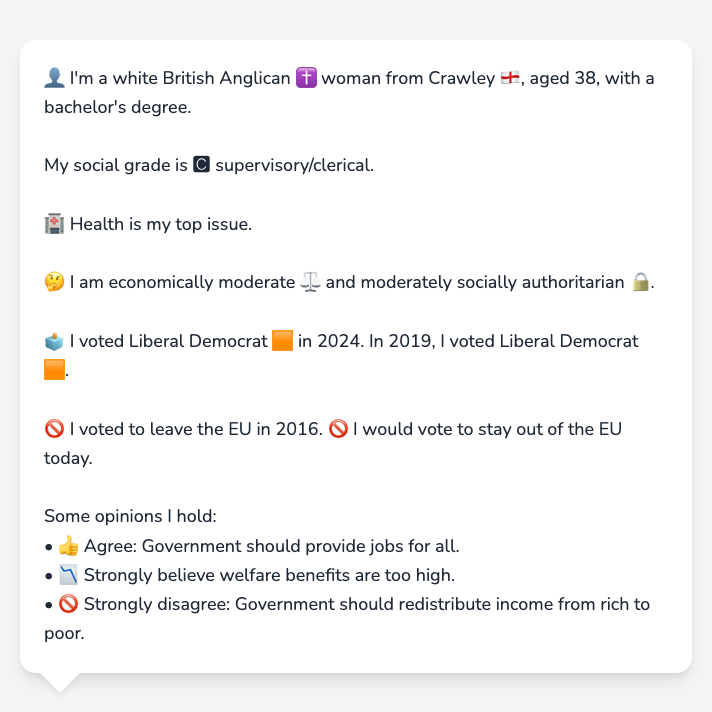 👤 I'm a white British Anglican ✝️ woman from Crawley 🏴󠁧󠁢󠁥󠁮󠁧󠁿, aged 38, with a
bachelor's degree.
My social grade is 🅲 supervisory/clerical.
🏥 Health is my top issue.
🤔 I am economically moderate ⚖️ and moderately socially authoritarian 🔒.
🗳️ I voted Liberal Democrat 🟧 in 2024. In 2019, I voted Liberal Democrat
🟧.
🚫 I voted to leave the EU in 2016. 🚫 I would vote to stay out of the EU
today.
Some opinions I hold:
• 👍 Agree: Government should provide jobs for all.
• 📉 Strongly believe welfare benefits are too high.
• 🚫 Strongly disagree: Government should redistribute income from rich to
poor.